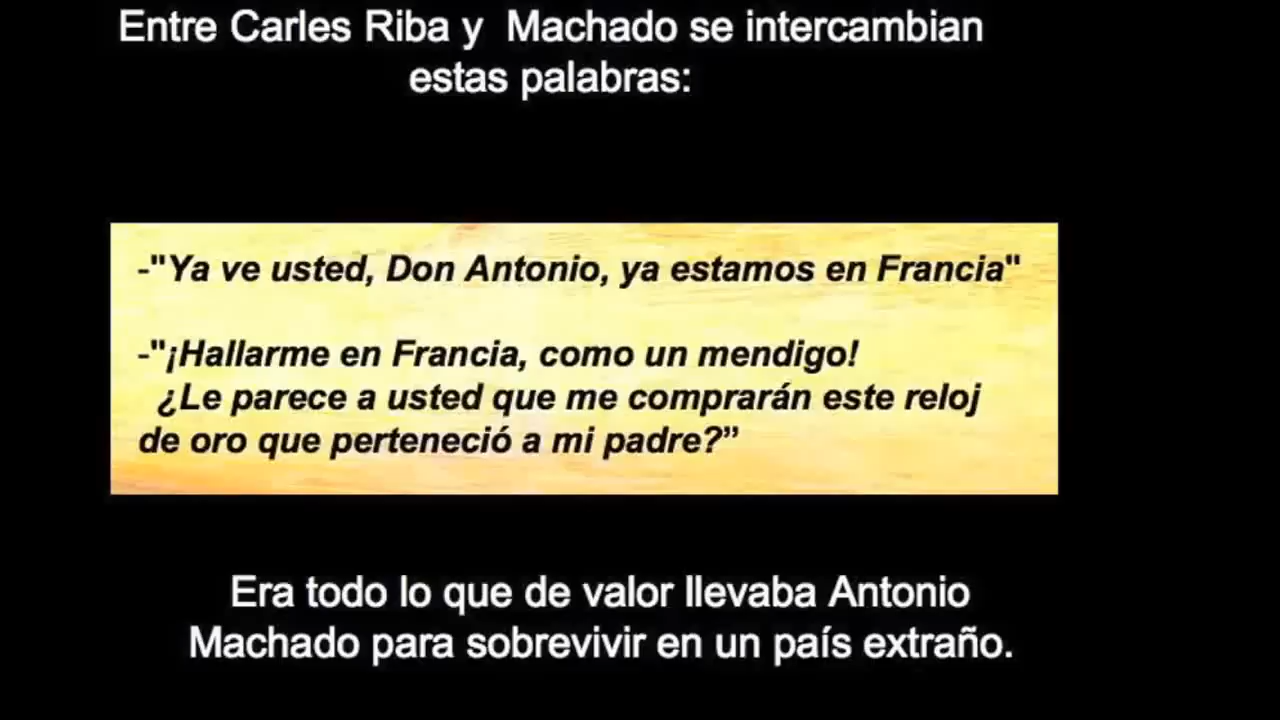 Entre Carles Riba y  Machado se intercambian
estas palabras:
-"Ya ve usted, Don Antonio, ya estamos en Francia"
-"¡Hallarme en Francia, como un mendigo!
¿Le parece a usted que me comprarán este reloj
de oro que perteneció a mi padre?”
Era todo lo que de valor llevaba Antonio
Machado para sobrevivir en un país extraño.